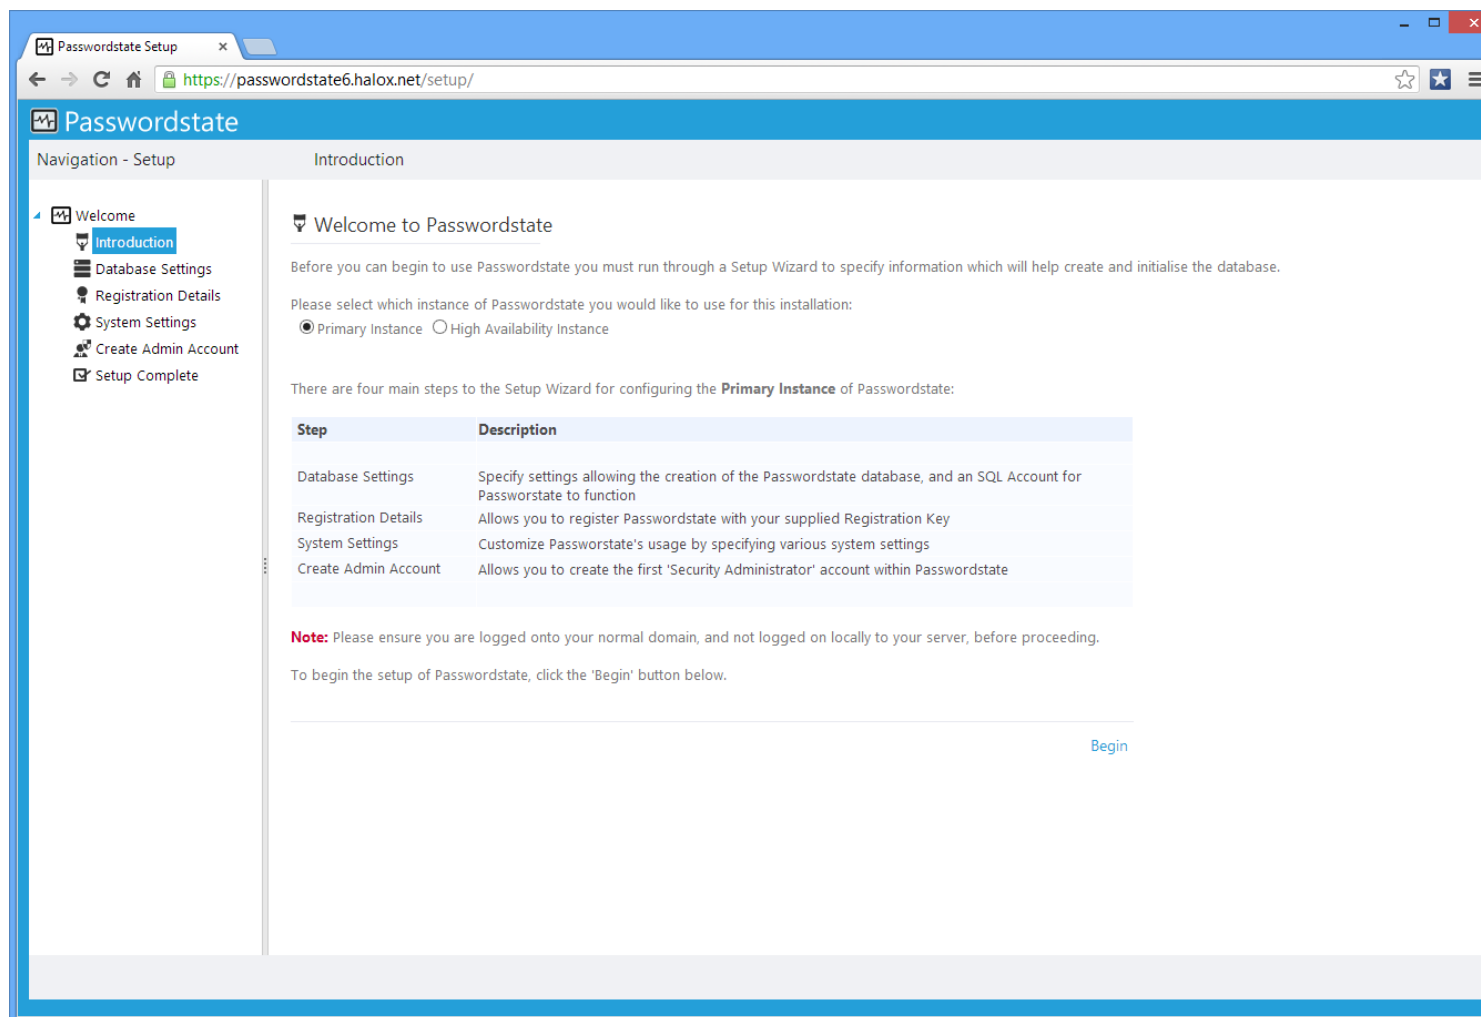 Passwordstate Setup
https://passwordstate6.halox.net/setup/
Passwordstate
Navigation - Setup
Introduction
Welcome
Introduction
Database Settings
Registration Details
System Settings
Create Admin Account
Setup Complete
Welcome to Passwordstate
Before you can begin to use Passwordstate you must run through a Setup Wizard to specify information which will help create and initialise the database.
Please select which instance of Passwordstate you would like to use for this installation:
Primary Instance High Availability Instance
There are four main steps to the Setup Wizard for configuring the Primary Instance of Passwordstate:
Step Description
Database Settings Specify settings allowing the creation of the Passwordstate database, and an SQL Account for
Passworstate to function
Registration Details Allows you to register Passwordstate with your supplied Registration Key
System Settings Customize Passworstate's usage by specifying various system settings
Create Admin Account Allows you to create the first 'Security Administrator' account within Passwordstate
Note: Please ensure you are logged onto your normal domain, and not logged on locally to your server, before proceeding.
To begin the setup of Passwordstate, click the 'Begin' button below.
Begin